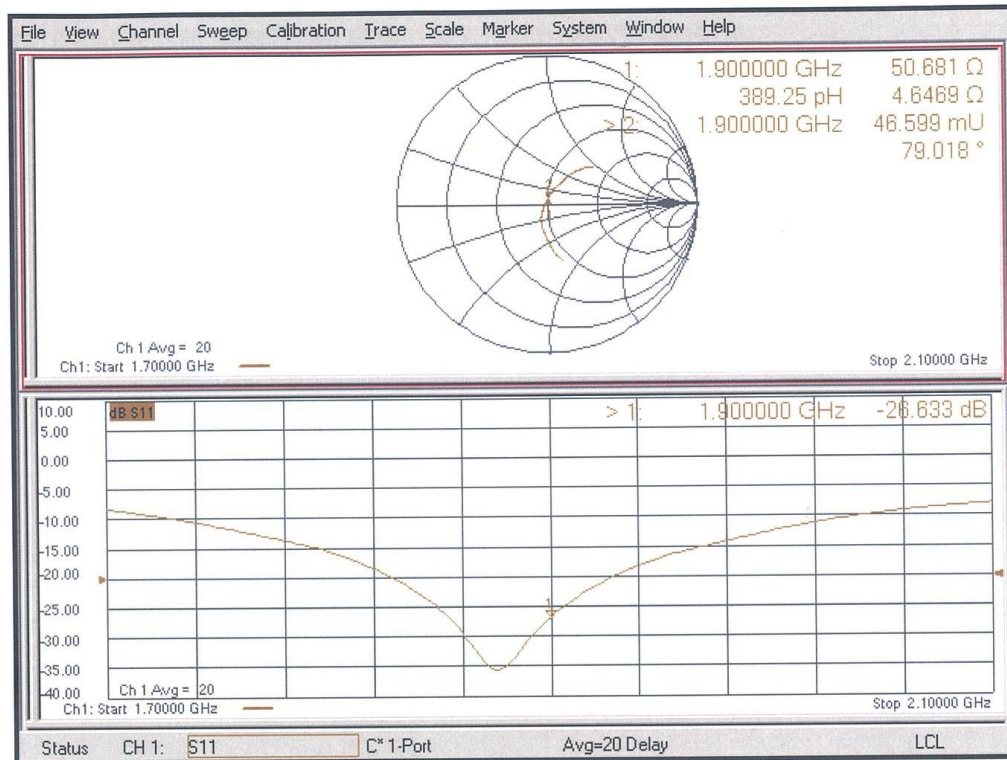 File View Channel Sweep Calibration Trace Scale Marker System Window Help
1: 1.900000 GHz 50.681 Ω
389.25 pH 4.6469 Ω
> 2: 1.900000 GHz 46.599 mU
79.018 °
1
Ch 1 Avg = 20
Ch1: Start 1.70000 GHz
Stop 2.10000 GHz
10.00
dB S11
> 1: 1.900000 GHz -26.633 dB
5.00
0.00
-5.00
-10.00
-15.00
-20.00
-25.00
1
-30.00
-35.00
-40.00
Ch 1 Avg = 20
Ch1: Start 1.70000 GHz
Stop 2.10000 GHz
Status CH 1: S11 C* 1-Port Avg=20 Delay LCL